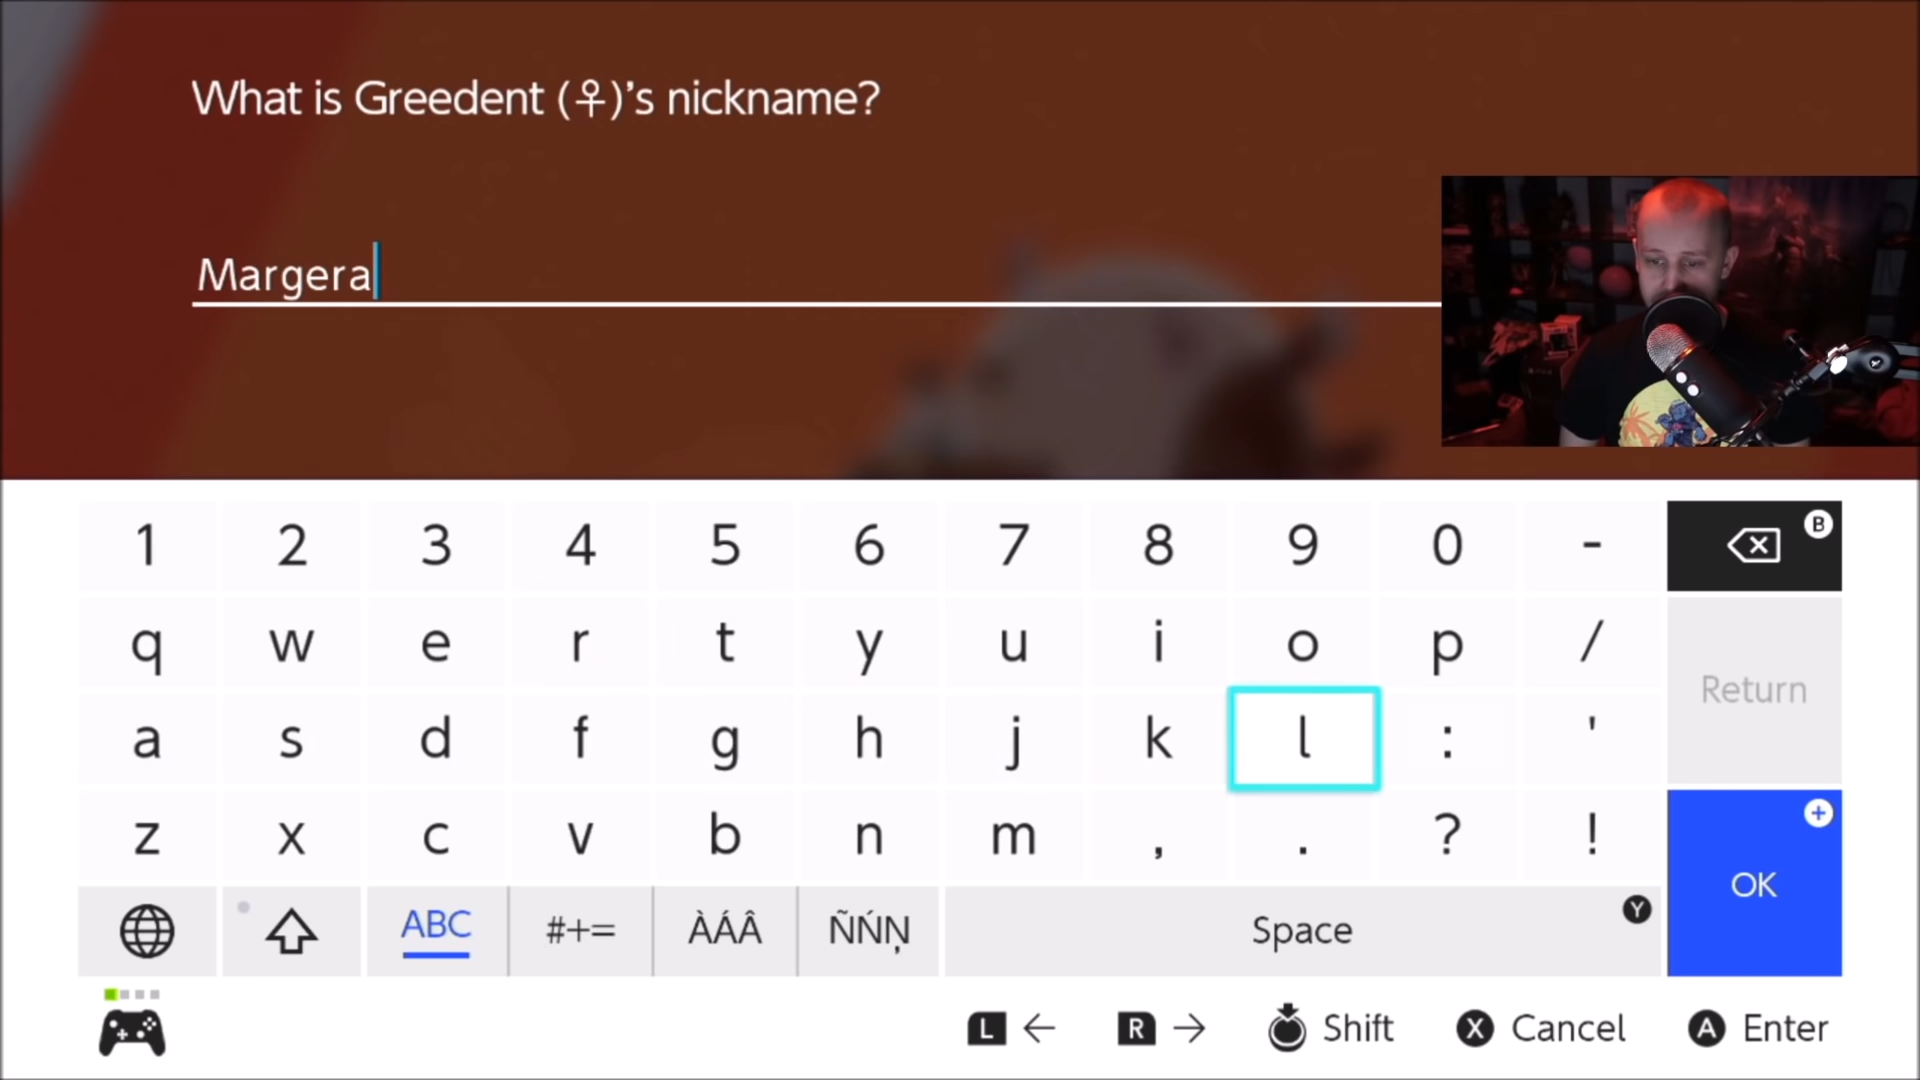 What is Greedent (♀)'s nickname?
Margera
1 2 3 4 5 6 7 8 9 0 -
B
q w e r t y u i o p /
Return
a s d f g h j k l : '
z x c v b n m , . ? !
+
OK
ABC #+= ÀÁÂ ÑŃŅ Space Y
L ← R → Shift X Cancel A Enter